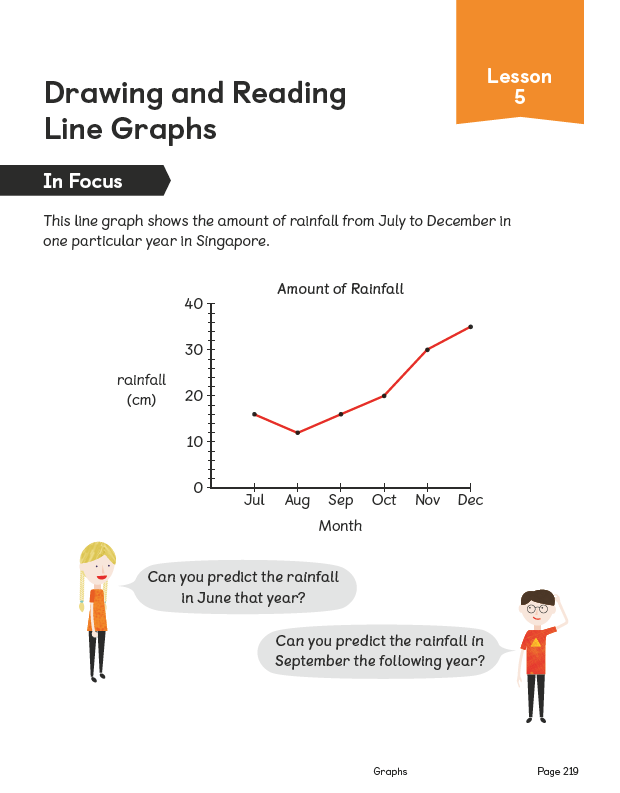 Lesson
5
Drawing and Reading
Line Graphs
In Focus
This line graph shows the amount of rainfall from July to December in
one particular year in Singapore.
Amount of Rainfall
40
30
rainfall
(cm)
20
10
0
Jul Aug Sep Oct Nov Dec
Month
Can you predict the rainfall
in June that year?
Can you predict the rainfall in
September the following year?
Graphs Page 219